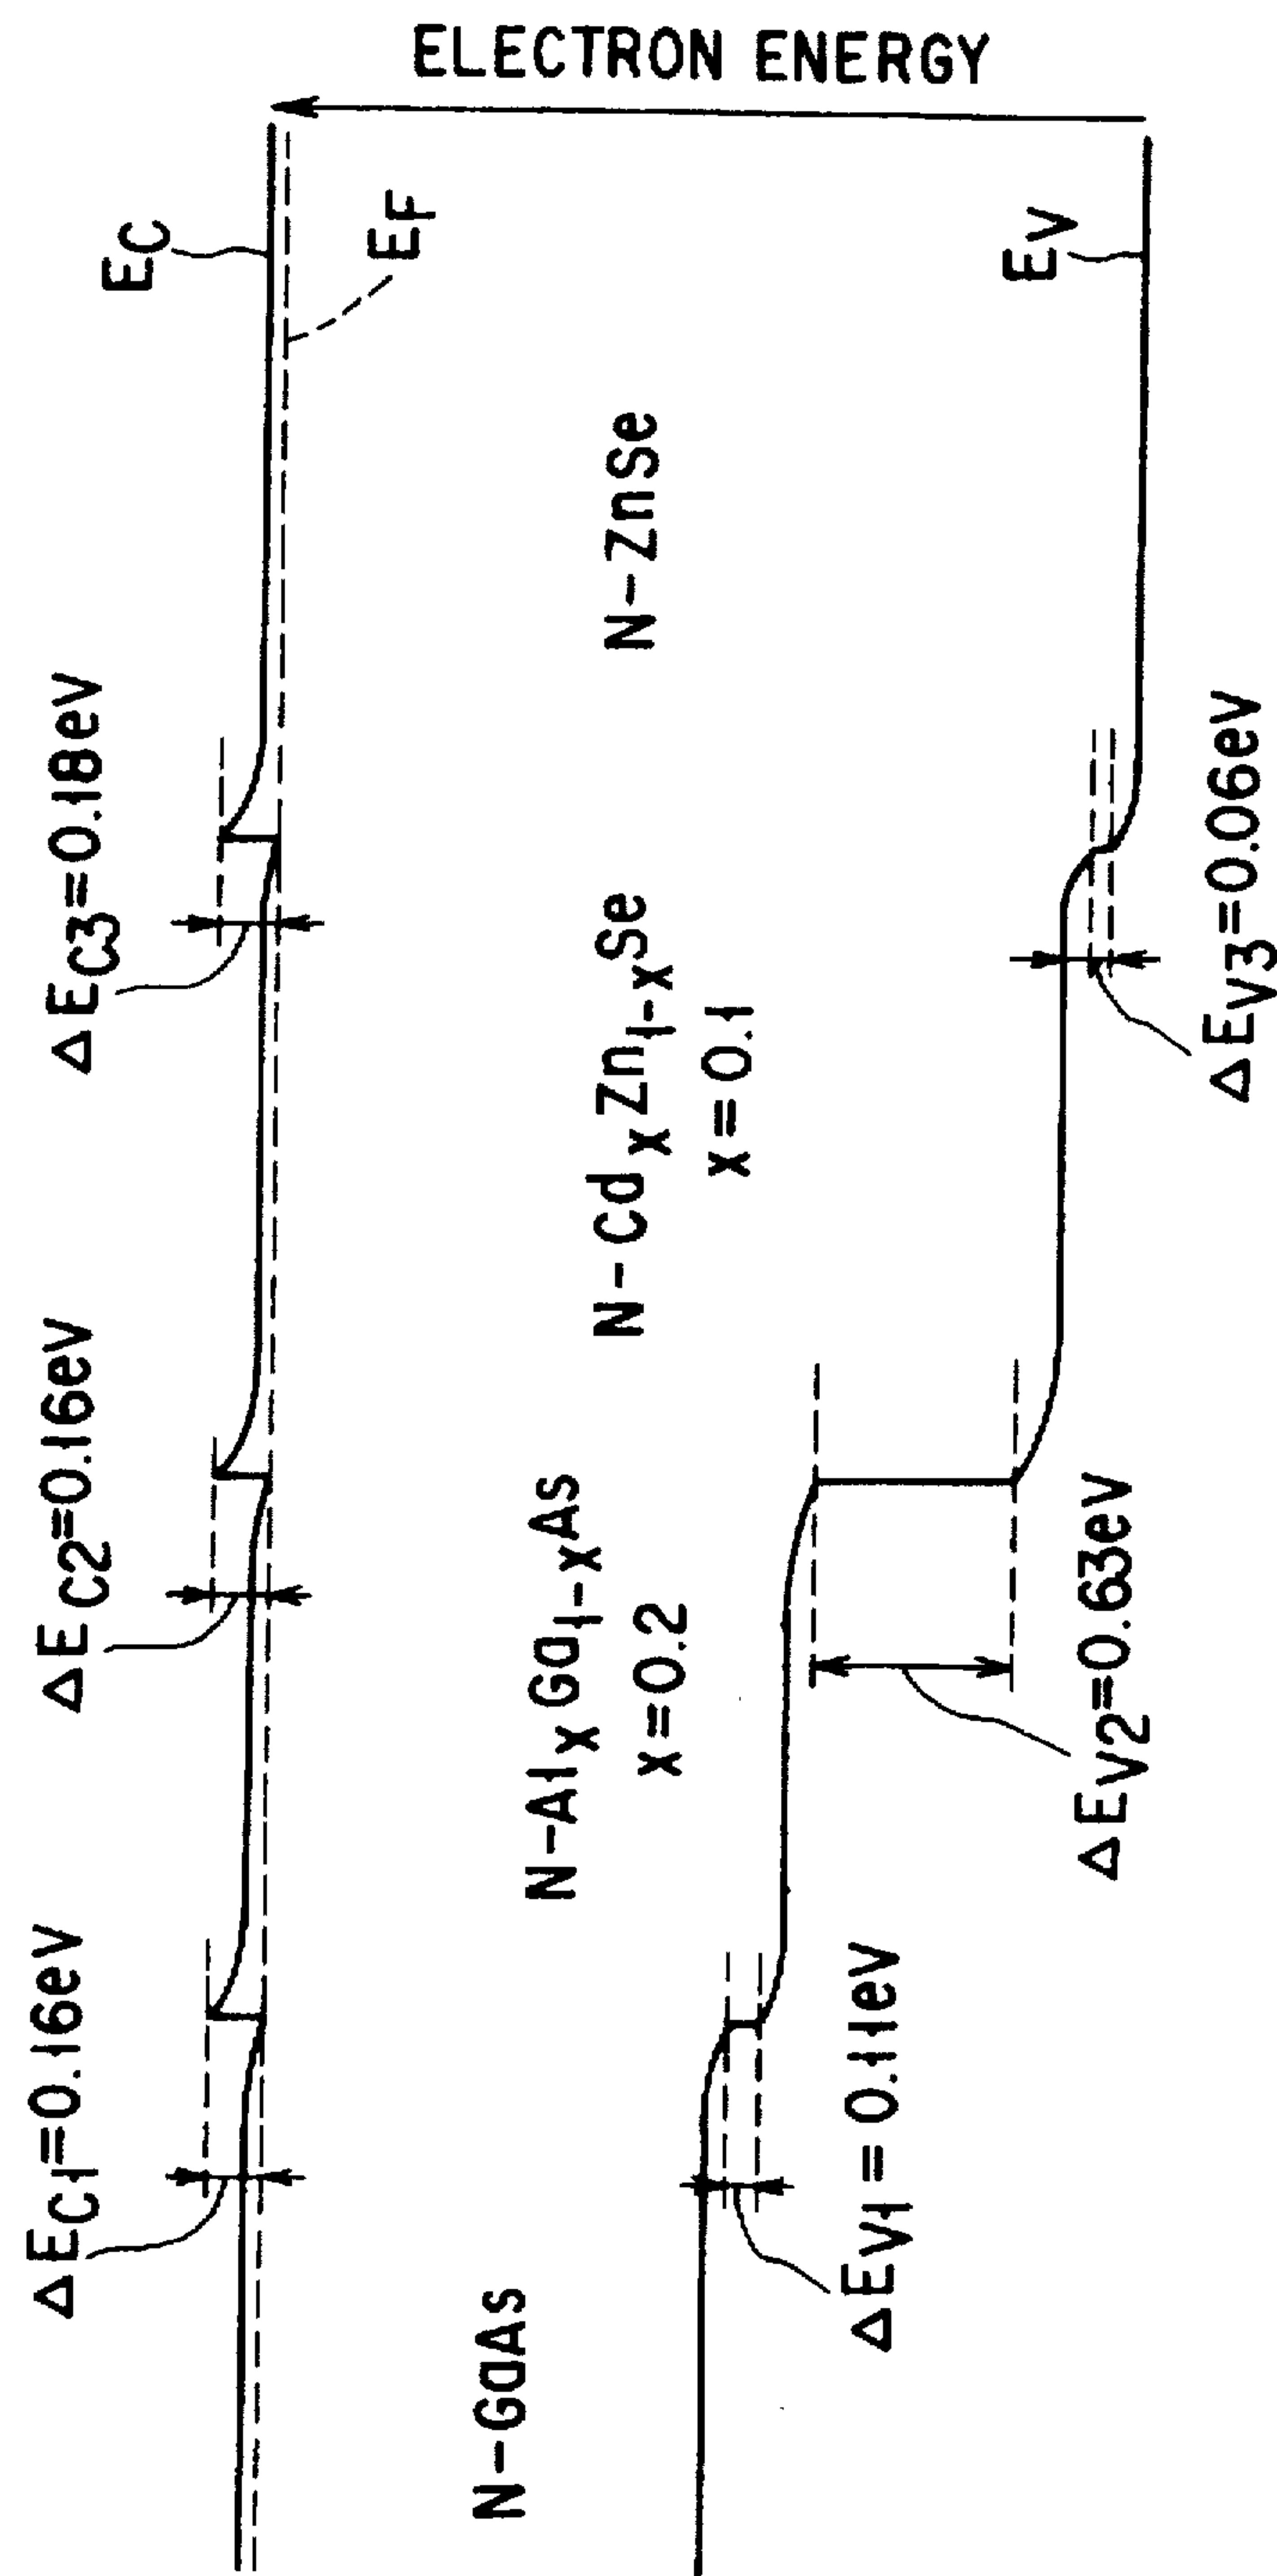 ΔEC1=0.16eV
ΔEC2=0.16eV
ΔEC3=0.18eV
EC
EF
ELECTRON ENERGY
N-GaAs
N-AlxGa1-xAs
x=0.2
N-CdxZn1-xSe
x=0.1
N-ZnSe
ΔEV1=0.11eV
ΔEV2=0.63eV
ΔEV3=0.06eV
EV